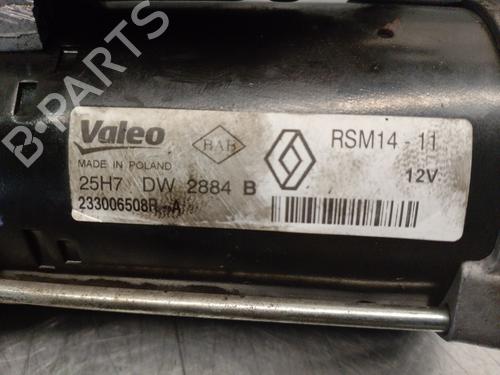 B-PARTS
Valeo
BAB
RSM14 - 11
MADE IN POLAND
12V
25H7 DW 2884 B
233006508R-A